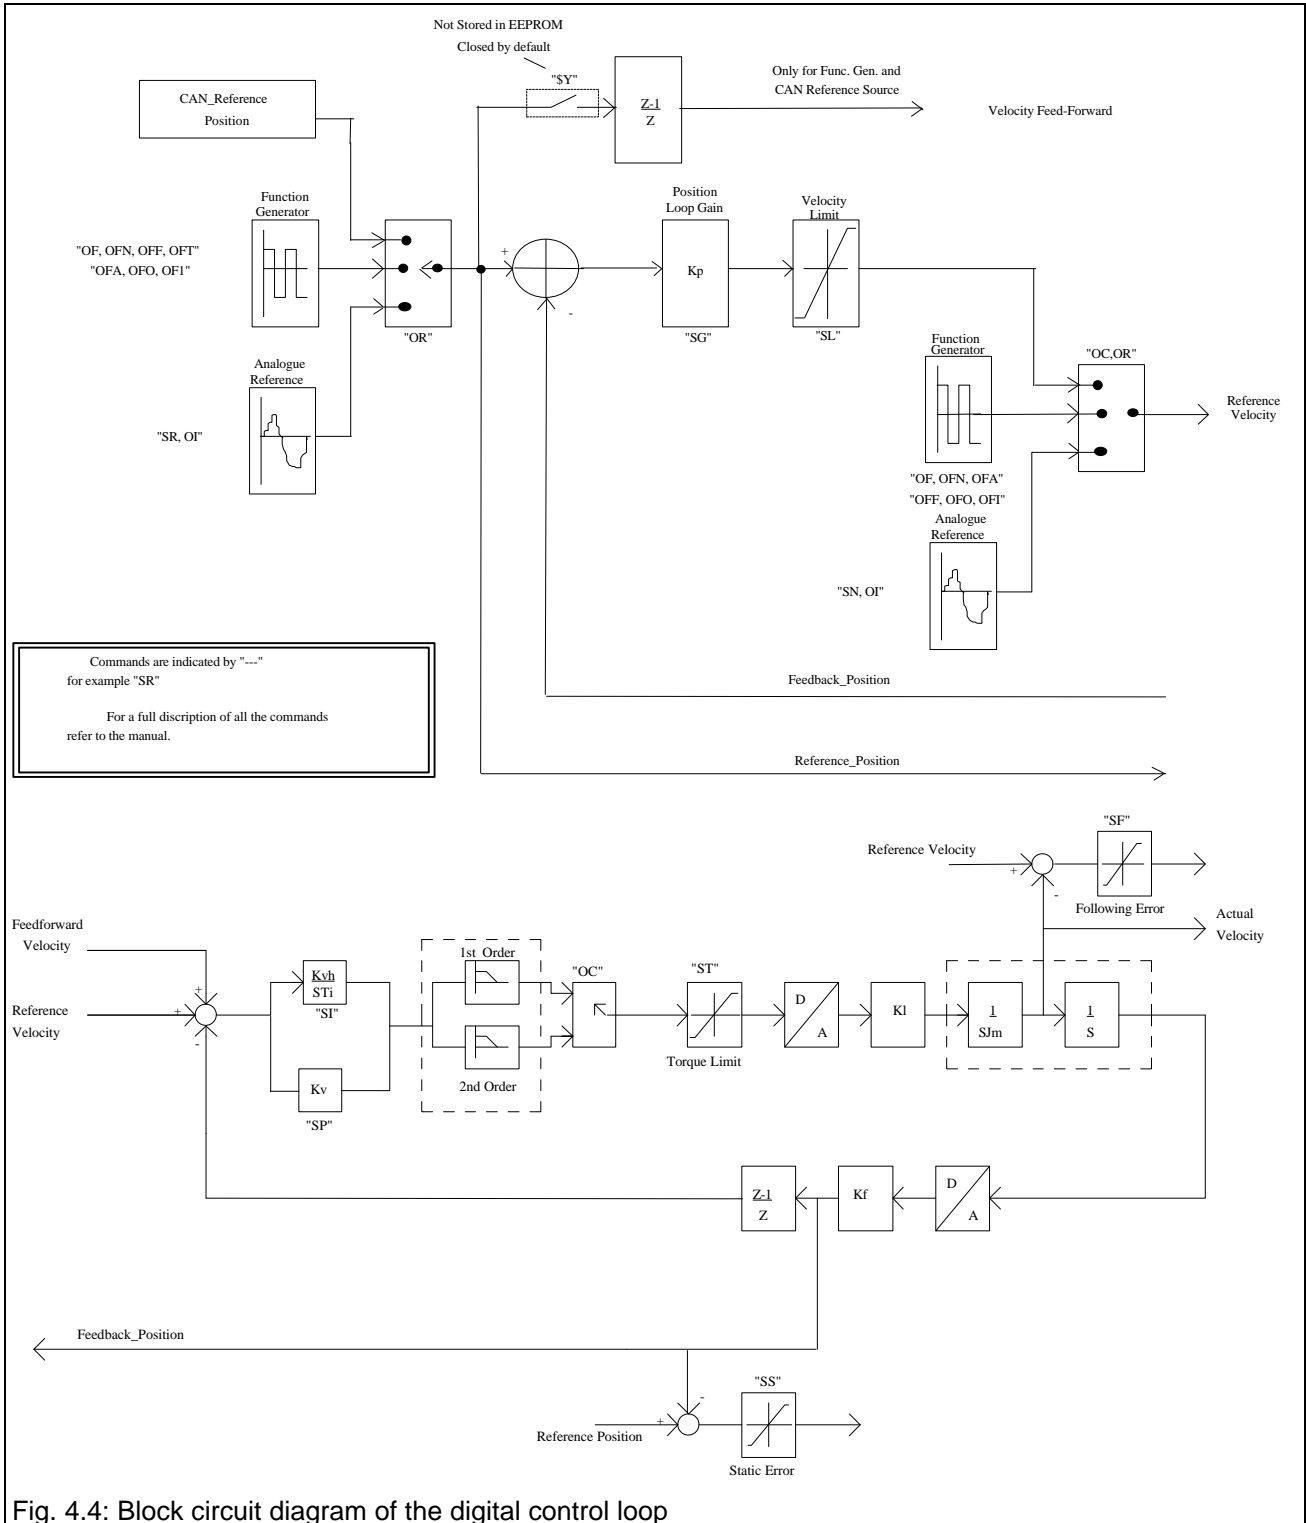 Not Stored in EEPROM
Closed by default
"$Y"
Only for Func. Gen. and
CAN Reference Source
Z-1
Z
Velocity Feed-Forward
CAN_Reference
Position
Function
Generator
"OF, OFN, OFF, OFT"
"OFA, OFO, OF1"
"OR"
+
-
Position
Loop Gain
Kp
"SG"
Velocity
Limit
"SL"
Analogue
Reference
"SR, OI"
Function
Generator
"OC,OR"
Reference
Velocity
"OF, OFN, OFA"
"OFF, OFO, OFI"
Analogue
Reference
"SN, OI"
Commands are indicated by "---"
for example "SR"
For a full discription of all the commands
refer to the manual.
Feedback_Position
Reference_Position
"SF"
Reference Velocity
+
-
Following Error
Actual
Velocity
Feedforward
Velocity
+
Reference
Velocity
+
-
Kvh
STi
"SI"
Kv
"SP"
1st Order
2nd Order
"OC"
"ST"
Torque Limit
D
A
Kl
1
SJm
1
S
Z-1
Z
Kf
D
A
Feedback_Position
"SS"
-
+
Reference Position
Static Error
Fig. 4.4: Block circuit diagram of the digital control loop